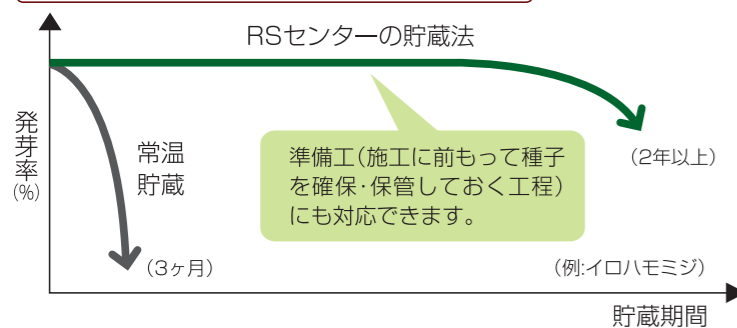 RSセンターの貯蔵法
発芽率
(%)
常温
貯蔵
準備工(施工に前もって種子
を確保・保管しておく工程)
にも対応できます。
(2年以上)
(3ヶ月)
(例:イロハモミジ)
貯蔵期間